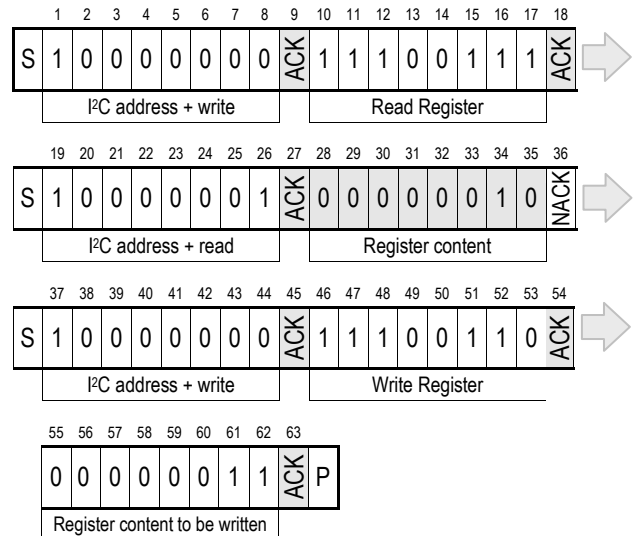 1 2 3 4 5 6 7 8 9 10 11 12 13 14 15 16 17 18
S 1 0 0 0 0 0 0 0 ACK 1 1 1 0 0 1 1 1 ACK
I²C address + write Read Register
19 20 21 22 23 24 25 26 27 28 29 30 31 32 33 34 35 36
S 1 0 0 0 0 0 0 1 ACK 0 0 0 0 0 0 1 0 NACK
I²C address + read Register content
37 38 39 40 41 42 43 44 45 46 47 48 49 50 51 52 53 54
S 1 0 0 0 0 0 0 0 ACK 1 1 1 0 0 1 1 0 ACK
I²C address + write Write Register
55 56 57 58 59 60 61 62 63
0 0 0 0 0 0 1 1 ACK P
Register content to be written